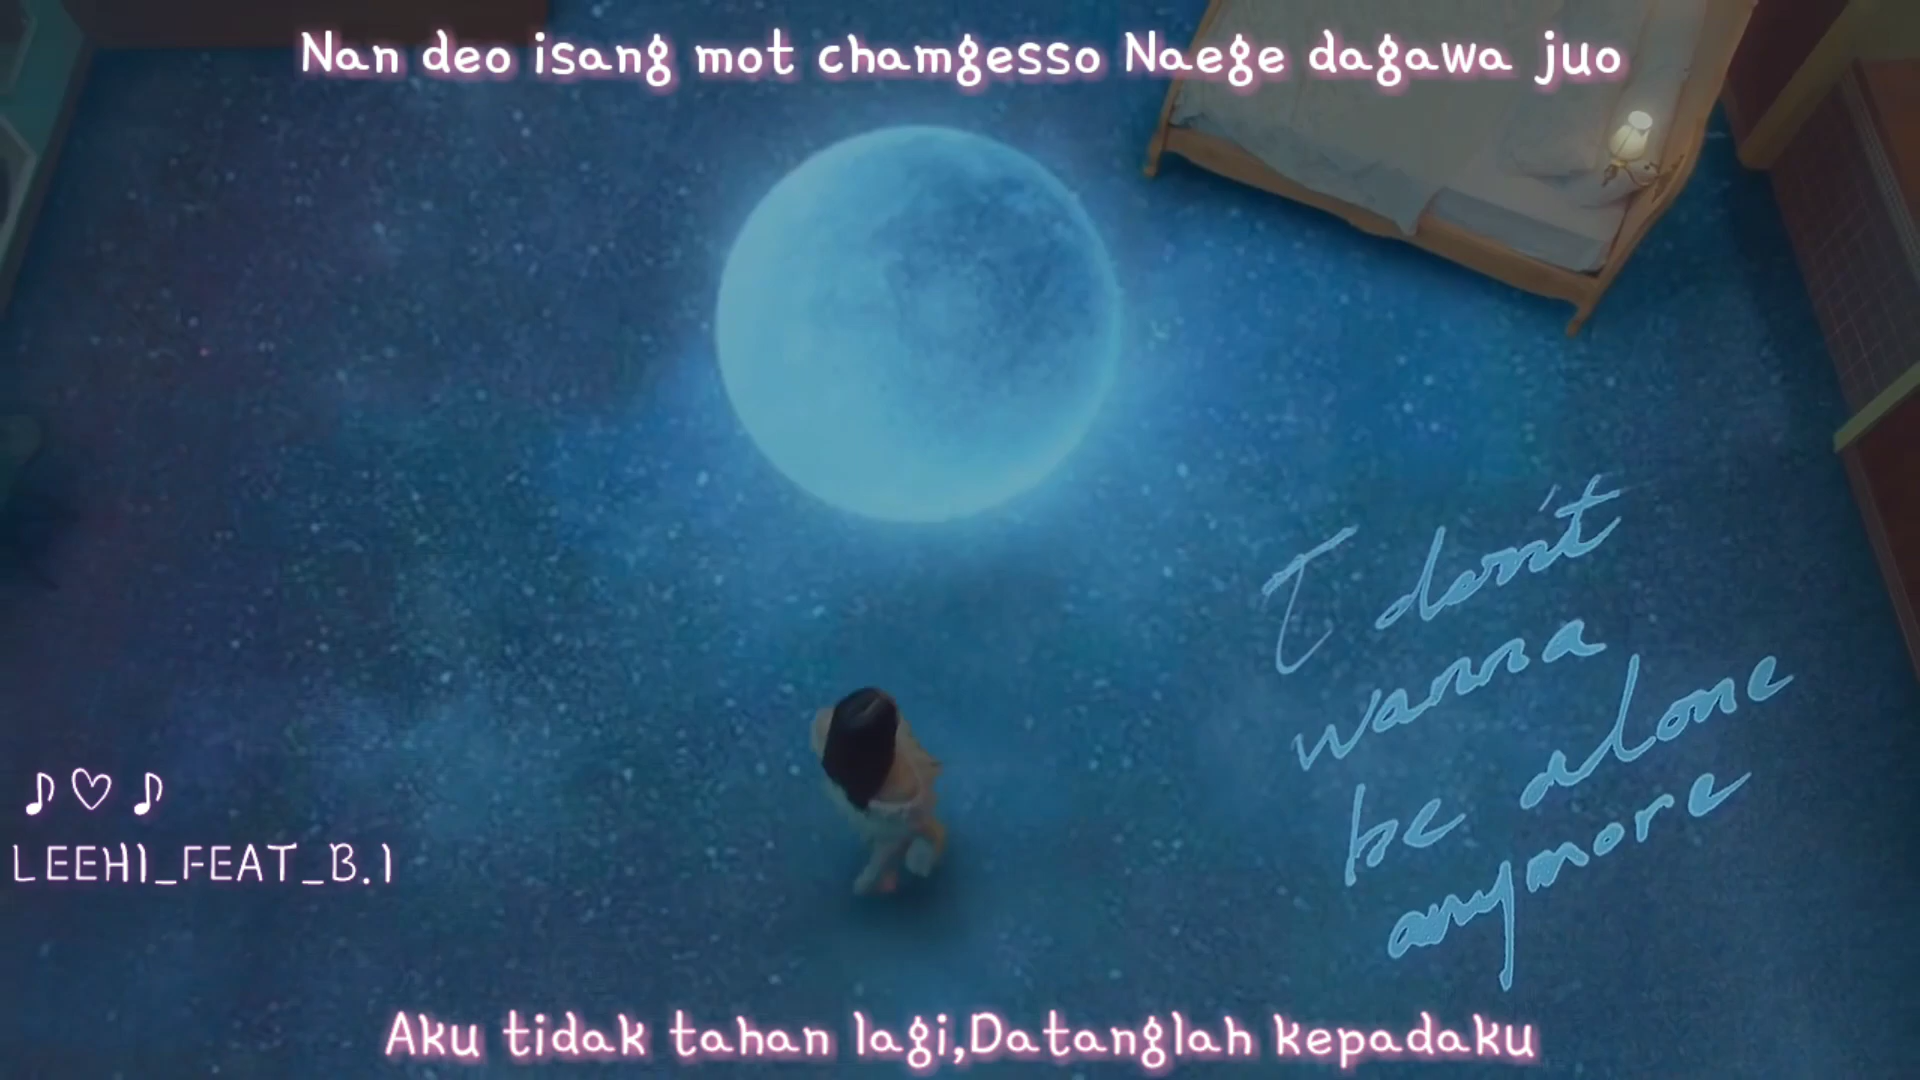 Nan deo isang mot chamgesso Naege dagawa juo
I don't
wanna
be alone
anymore
♪♡♪
LEEHI_FEAT_B.I
Aku tidak tahan lagi,Datanglah kepadaku